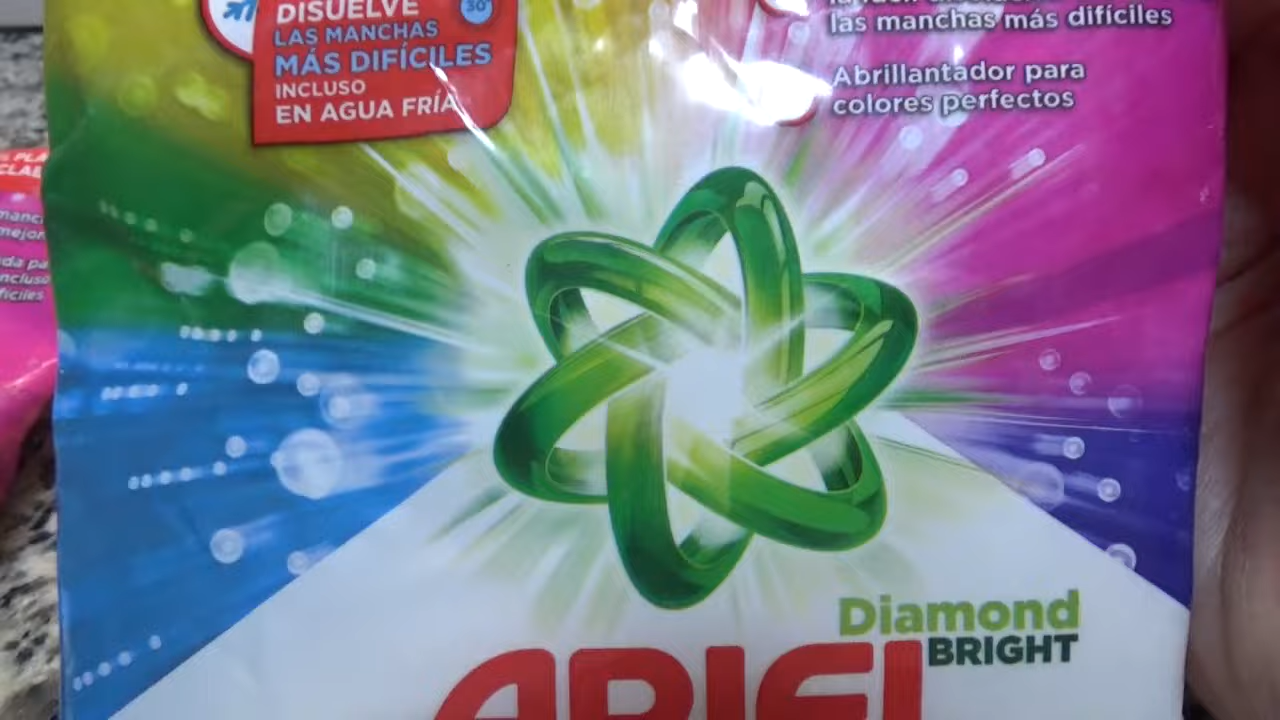 DISUELVE
30°
LAS MANCHAS
MÁS DIFÍCILES
INCLUSO
EN AGUA FRÍA
las manchas más difíciles
Abrillantador para
colores perfectos
Diamond
BRIGHT
ARIEL